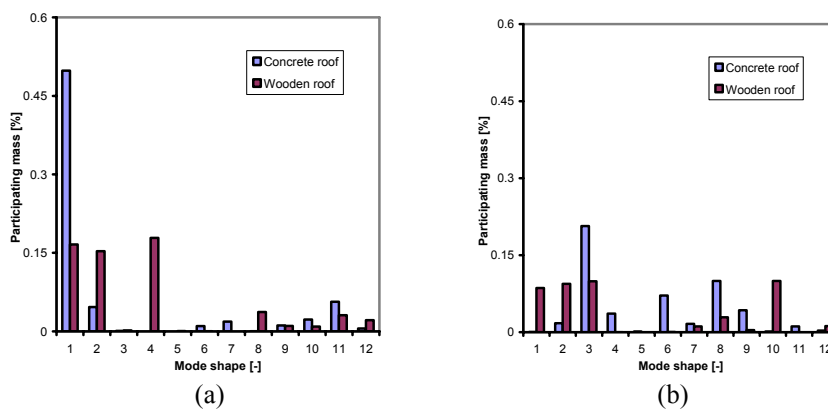 0.6
0.45
0.3
0.15
0
Participating mass [%]
Concrete roof
Wooden roof
1 2 3 4 5 6 7 8 9 10 11 12
Mode shape [-]
(a)
0.6
0.45
0.3
0.15
0
Participating mass [%]
Concrete roof
Wooden roof
1 2 3 4 5 6 7 8 9 10 11 12
Mode shape [-]
(b)